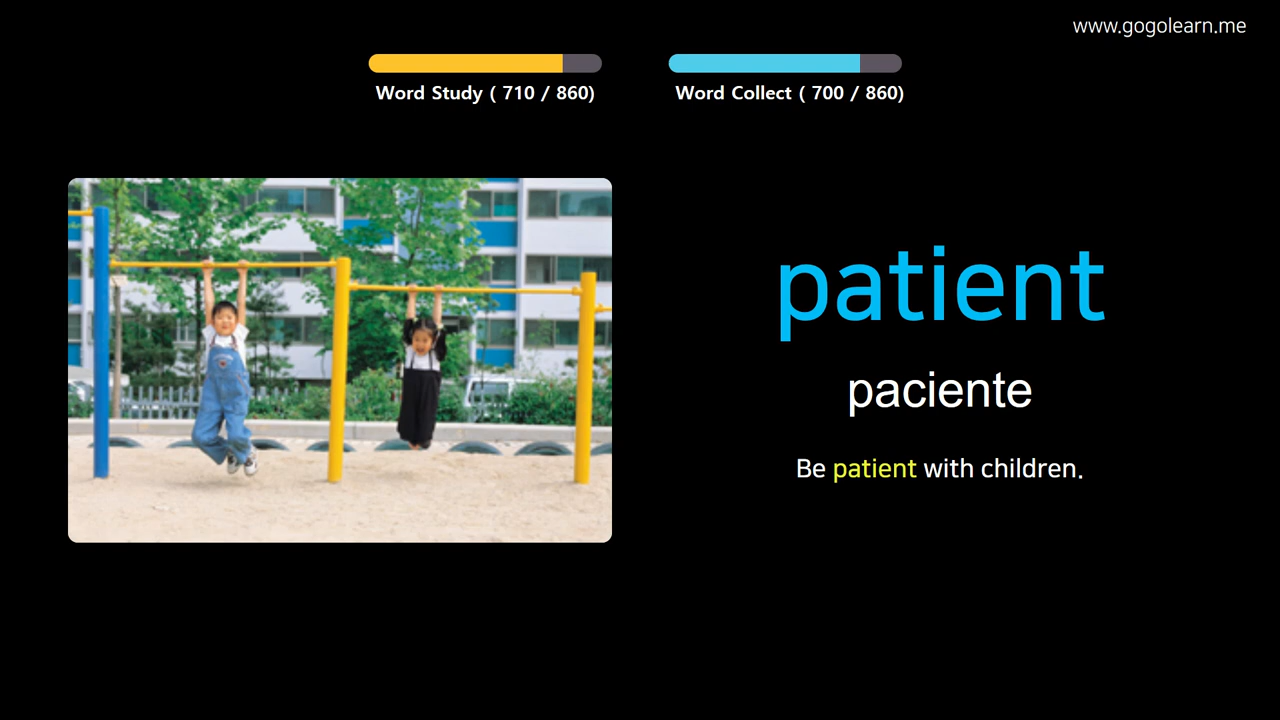 www.gogolearn.me
Word Study ( 710 / 860)
Word Collect ( 700 / 860)
patient
paciente
Be patient with children.